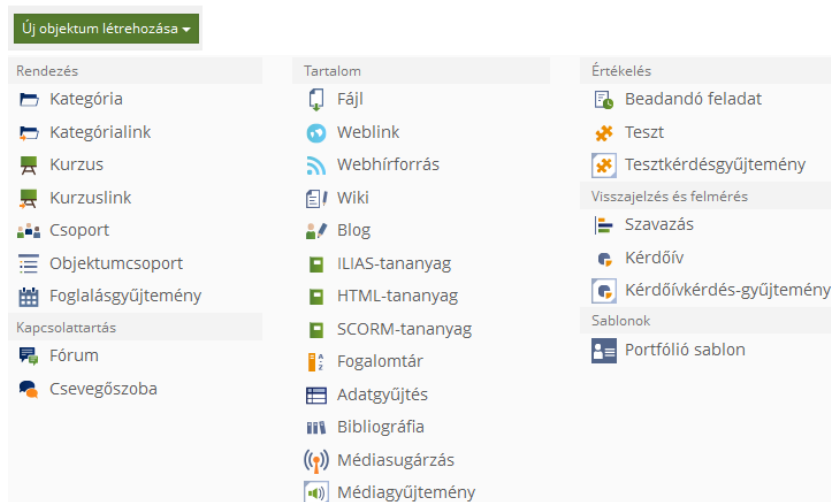 Új objektum létrehozása
Rendezés
Kategória
Kategórialink
Kurzus
Kurzuslink
Csoport
Objektumcsoport
Foglalásgyűjtemény
Kapcsolattartás
Fórum
Csevegőszoba
Tartalom
Fájl
Weblink
Webhírforrás
Wiki
Blog
ILIAS-tananyag
HTML-tananyag
SCORM-tananyag
Fogalomtár
Adatgyűjtés
Bibliográfia
Médiasugárzás
Médiagyűjtemény
Értékelés
Beadandó feladat
Teszt
Tesztkérdésgyűjtemény
Visszajelzés és felmérés
Szavazás
Kérdőív
Kérdőívkérdés-gyűjtemény
Sablonok
Portfólió sablon